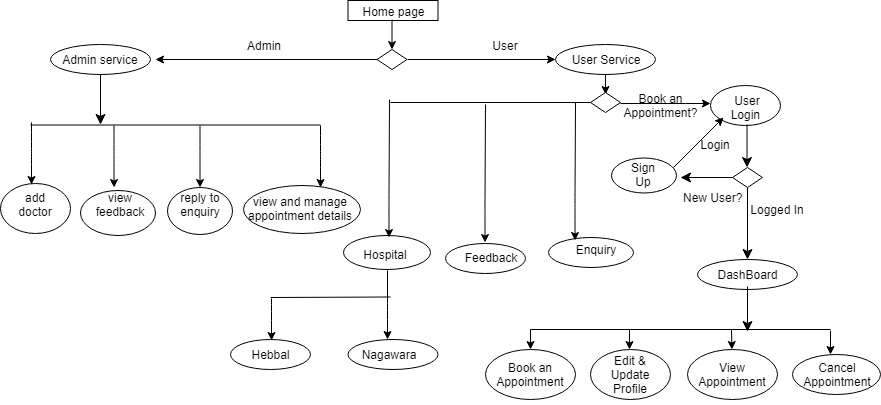 Home page
Admin
User
Admin service
User Service
Book an
Appointment?
User
Login
Login
Sign
Up
New User?
Logged In
add
doctor
view
feedback
reply to
enquiry
view and manage
appointment details
Hospital
Feedback
Enquiry
DashBoard
Hebbal
Nagawara
Book an
Appointment
Edit &
Update
Profile
View
Appointment
Cancel
Appointment